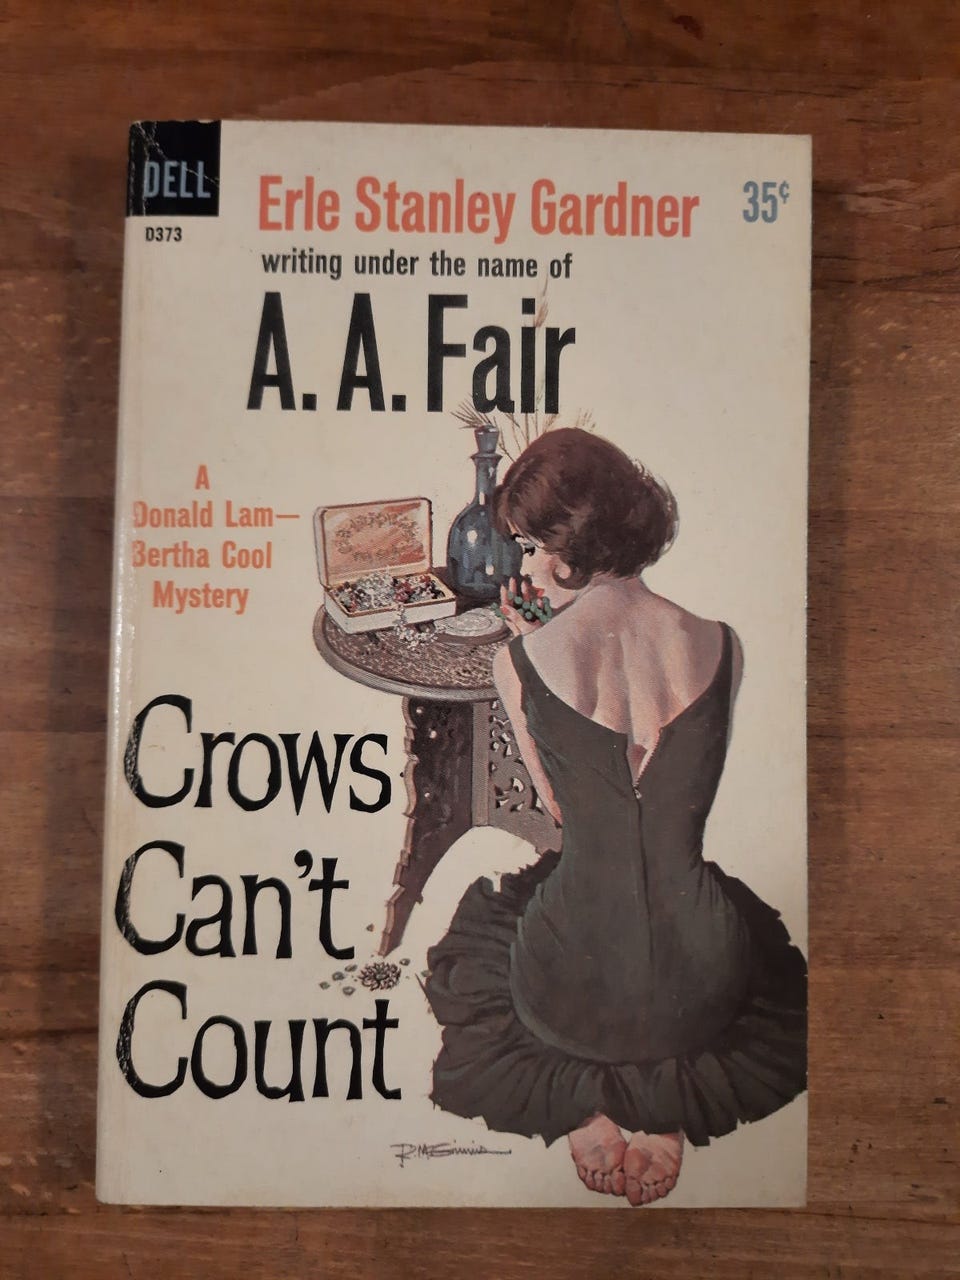 DELL
D373
Erle Stanley Gardner
35¢
writing under the name of
A. A. Fair
A
Donald Lam—
Bertha Cool
Mystery
Crows
Can't
Count
R. McGinnis